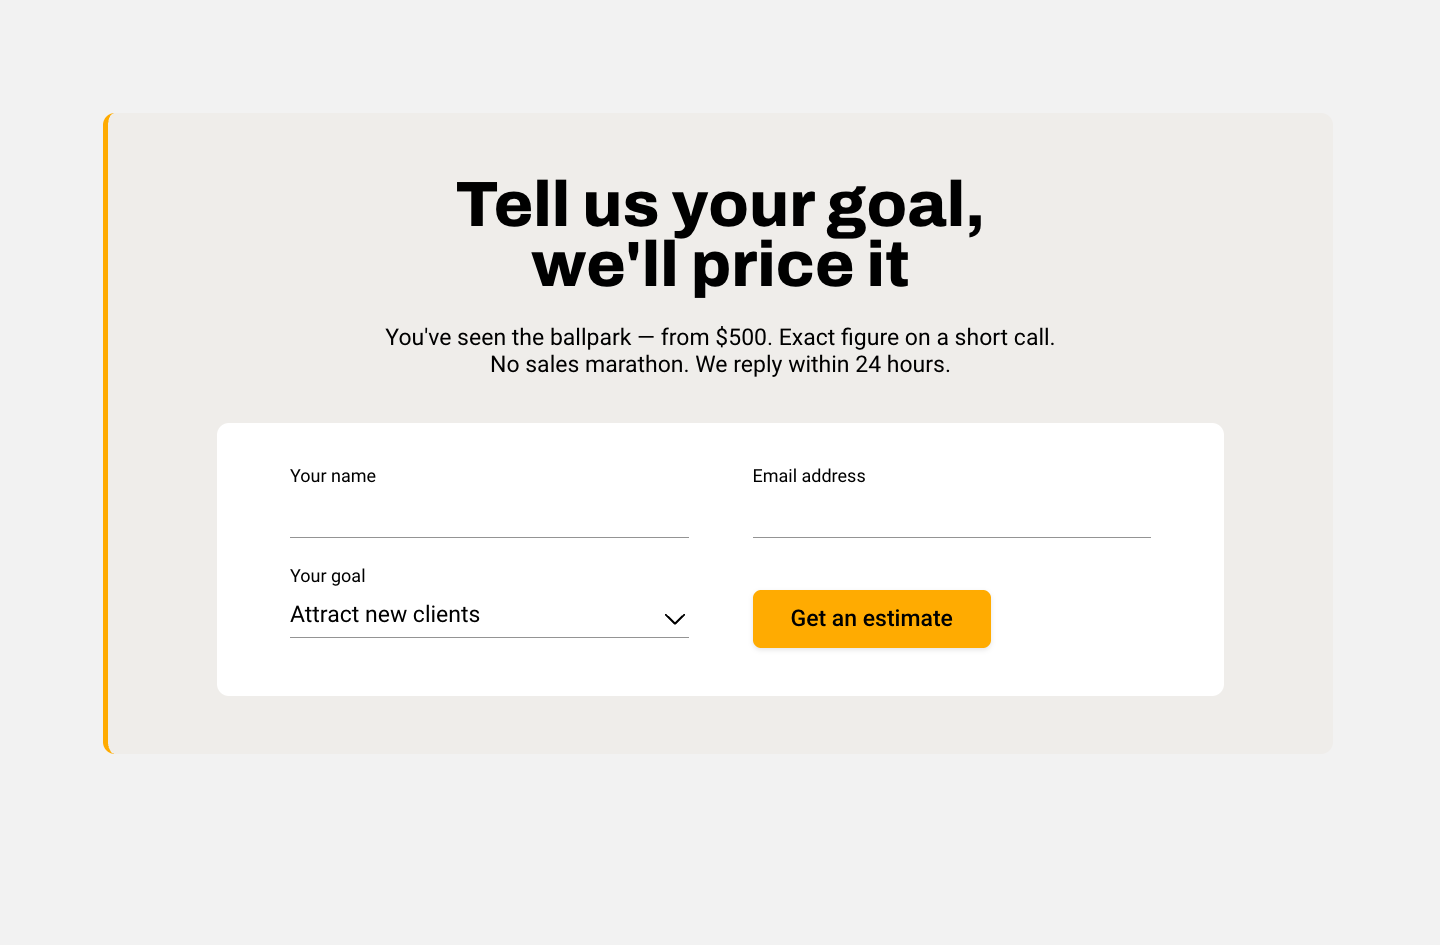 Tell us your goal,
we'll price it
You've seen the ballpark — from $500. Exact figure on a short call.
No sales marathon. We reply within 24 hours.
Your name
Email address
Your goal
Attract new clients
Get an estimate